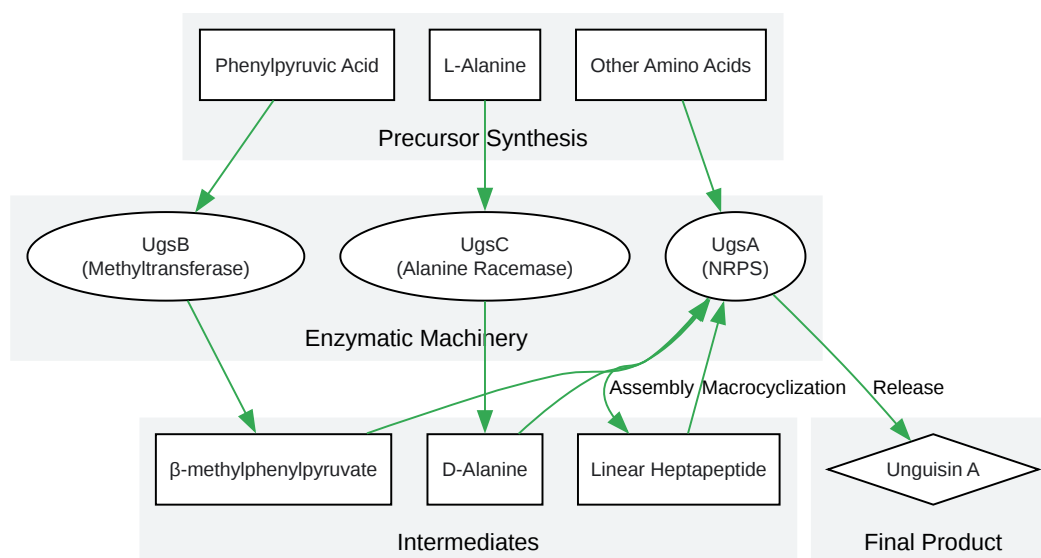 Phenylpyruvic Acid
L-Alanine
Other Amino Acids
Precursor Synthesis
UgsB
(Methyltransferase)
UgsC
(Alanine Racemase)
UgsA
(NRPS)
Enzymatic Machinery
Assembly
Macrocyclization
Release
β-methylphenylpyruvate
D-Alanine
Linear Heptapeptide
Unguisin A
Intermediates
Final Product